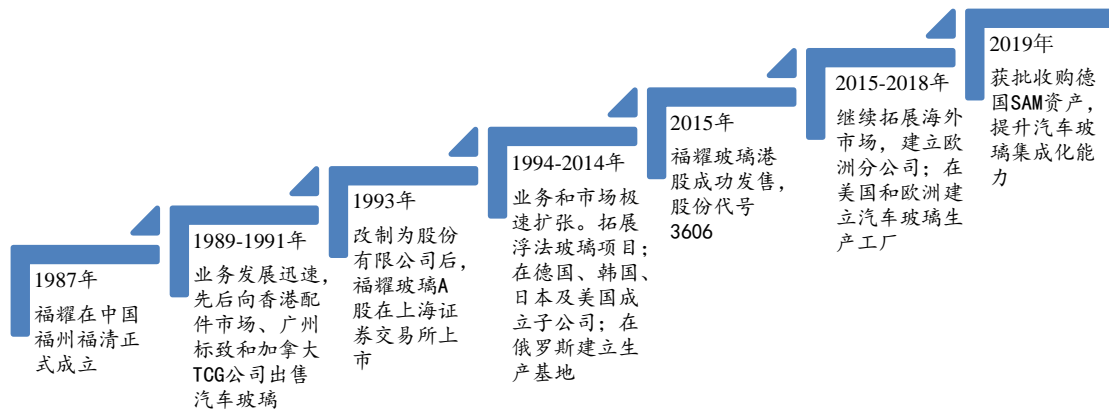 1987年
福耀在中国
福州福清正
式成立
1989-1991年
业务发展迅速，
先后向香港配
件市场、广州
标致和加拿大
TCG公司出售
汽车玻璃
1993年
改制为股份
有限公司后，
福耀玻璃A
股在上海证
券交易所上
市
1994-2014年
业务和市场极
速扩张。拓展
浮法玻璃项目；
在德国、韩国、
日本及美国成
立子公司；在
俄罗斯建立生
产基地
2015年
福耀玻璃港
股成功发售，
股份代号
3606
2015-2018年
继续拓展海外
市场，建立欧
洲分公司；在
美国和欧洲建
立汽车玻璃生
产工厂
2019年
获批收购德
国SAM资产，
提升汽车玻
璃集成化能
力